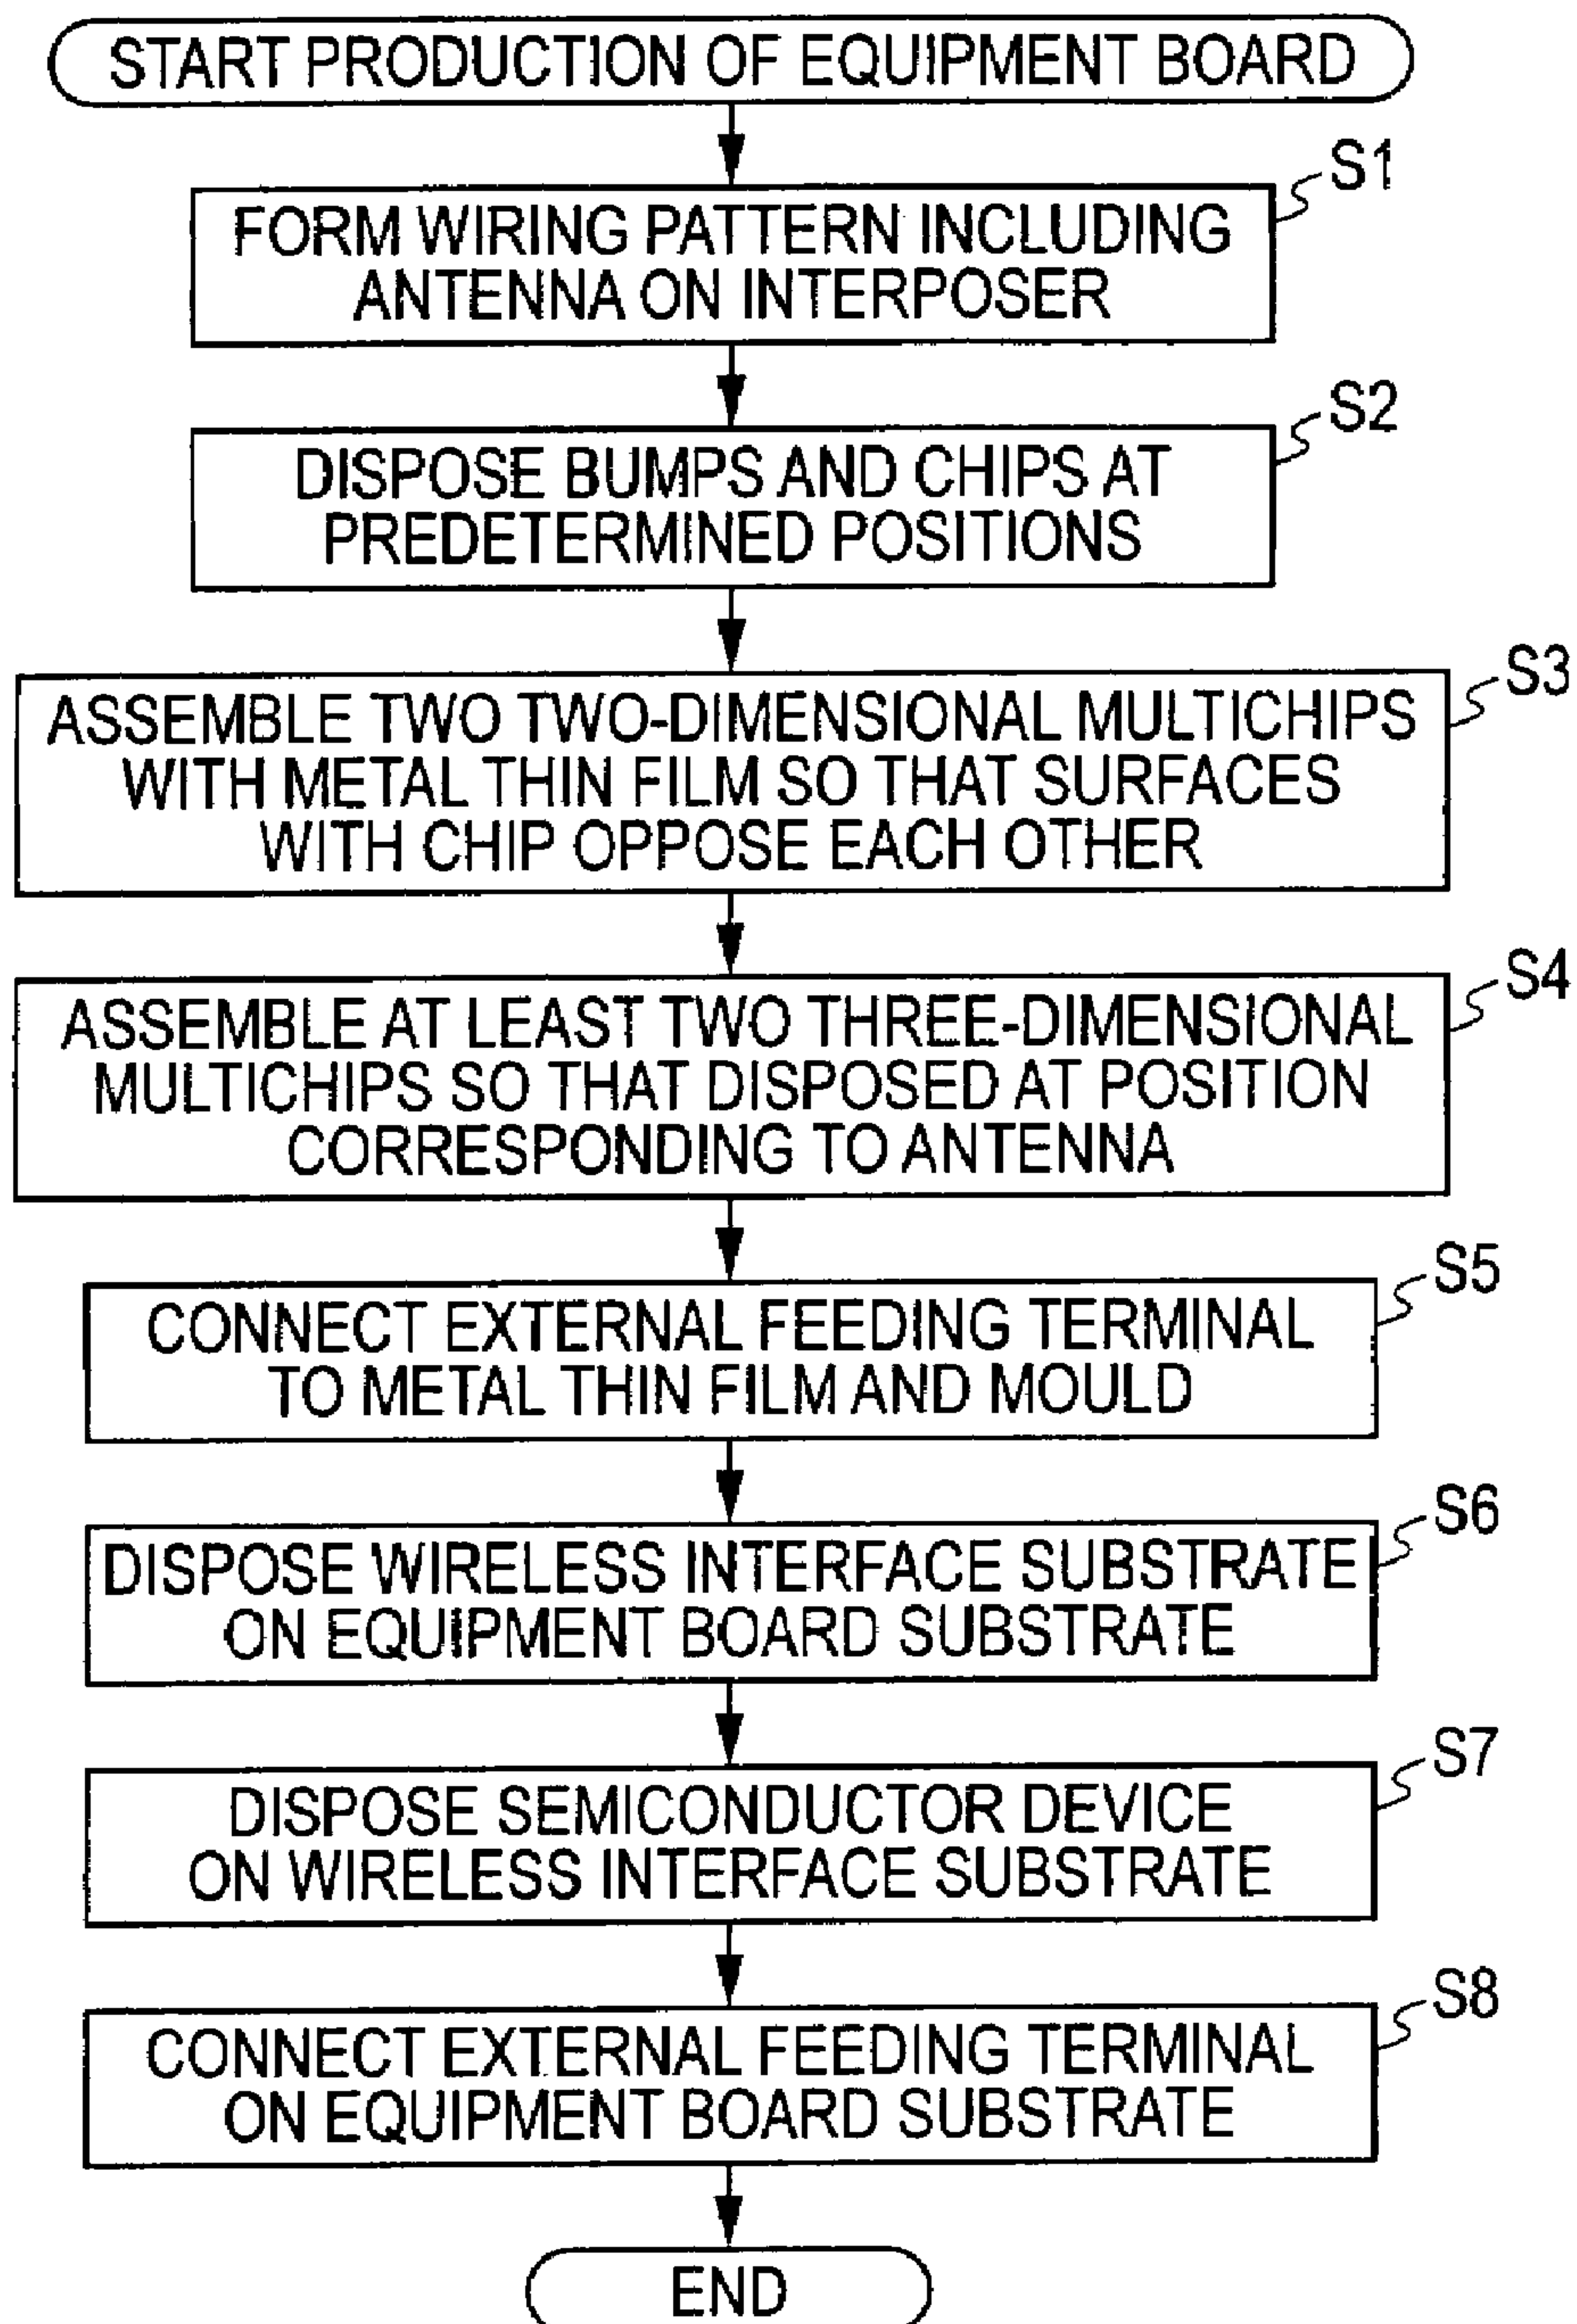 START PRODUCTION OF EQUIPMENT BOARD
S1
FORM WIRING PATTERN INCLUDING
ANTENNA ON INTERPOSER
S2
DISPOSE BUMPS AND CHIPS AT
PREDETERMINED POSITIONS
S3
ASSEMBLE TWO TWO-DIMENSIONAL MULTICHIPS
WITH METAL THIN FILM SO THAT SURFACES
WITH CHIP OPPOSE EACH OTHER
S4
ASSEMBLE AT LEAST TWO THREE-DIMENSIONAL
MULTICHIPS SO THAT DISPOSED AT POSITION
CORRESPONDING TO ANTENNA
S5
CONNECT EXTERNAL FEEDING TERMINAL
TO METAL THIN FILM AND MOULD
S6
DISPOSE WIRELESS INTERFACE SUBSTRATE
ON EQUIPMENT BOARD SUBSTRATE
S7
DISPOSE SEMICONDUCTOR DEVICE
ON WIRELESS INTERFACE SUBSTRATE
S8
CONNECT EXTERNAL FEEDING TERMINAL
ON EQUIPMENT BOARD SUBSTRATE
END